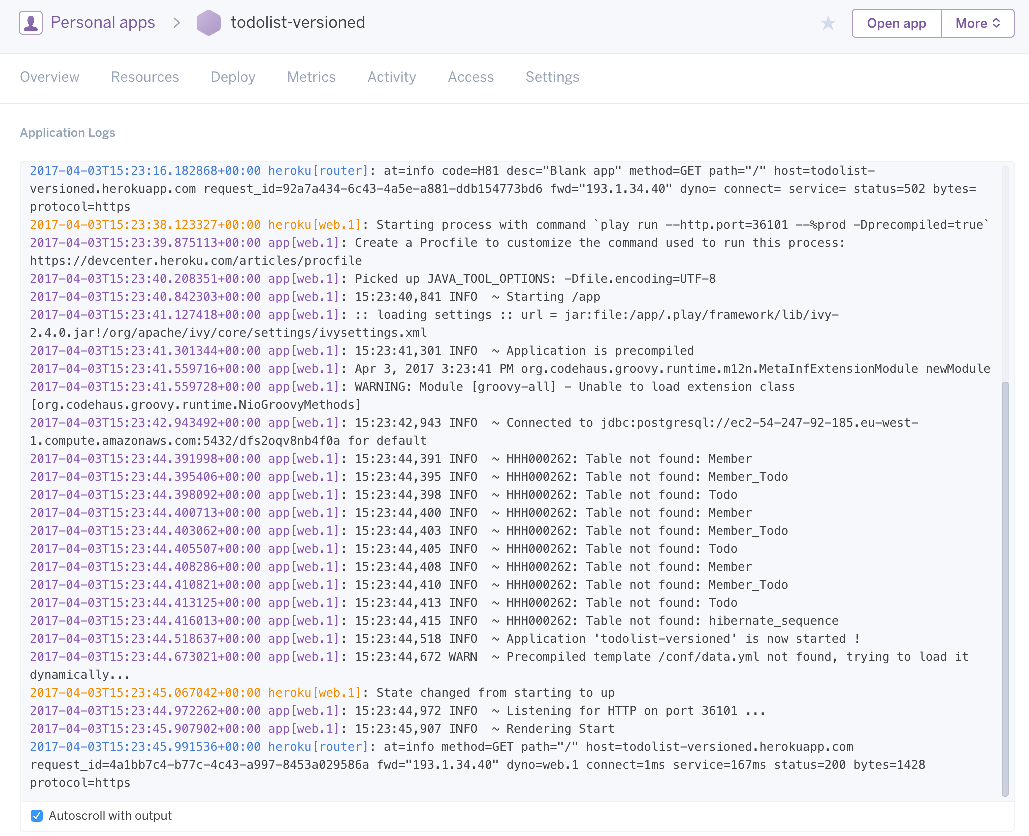 Personal apps > todolist-versioned
Open app More
Overview Resources Deploy Metrics Activity Access Settings
Application Logs
2017-04-03T15:23:16.182868+00:00 heroku[router]: at=info code=H81 desc="Blank app" method=GET path="/" host=todolist-
versioned.herokuapp.com request_id=92a7a434-6c43-4a5e-a881-ddb154773bd6 fwd="193.1.34.40" dyno= connect= service= status=502 bytes=
protocol=https
2017-04-03T15:23:38.123327+00:00 heroku[web.1]: Starting process with command `play run --http.port=36101 --%prod -Dprecompiled=true`
2017-04-03T15:23:39.875113+00:00 app[web.1]: Create a Procfile to customize the command used to run this process:
https://devcenter.heroku.com/articles/procfile
2017-04-03T15:23:40.208351+00:00 app[web.1]: Picked up JAVA_TOOL_OPTIONS: -Dfile.encoding=UTF-8
2017-04-03T15:23:40.842303+00:00 app[web.1]: 15:23:40,841 INFO  ~ Starting /app
2017-04-03T15:23:41.127418+00:00 app[web.1]: :: loading settings :: url = jar:file:/app/.play/framework/lib/ivy-
2.4.0.jar!/org/apache/ivy/core/settings/ivysettings.xml
2017-04-03T15:23:41.301344+00:00 app[web.1]: 15:23:41,301 INFO  ~ Application is precompiled
2017-04-03T15:23:41.559716+00:00 app[web.1]: Apr 3, 2017 3:23:41 PM org.codehaus.groovy.runtime.m12n.MetaInfExtensionModule newModule
2017-04-03T15:23:41.559728+00:00 app[web.1]: WARNING: Module [groovy-all] - Unable to load extension class
[org.codehaus.groovy.runtime.NioGroovyMethods]
2017-04-03T15:23:42.943492+00:00 app[web.1]: 15:23:42,943 INFO  ~ Connected to jdbc:postgresql://ec2-54-247-92-185.eu-west-
1.compute.amazonaws.com:5432/dfs2oqv8nb4f0a for default
2017-04-03T15:23:44.391998+00:00 app[web.1]: 15:23:44,391 INFO  ~ HHH000262: Table not found: Member
2017-04-03T15:23:44.395406+00:00 app[web.1]: 15:23:44,395 INFO  ~ HHH000262: Table not found: Member_Todo
2017-04-03T15:23:44.398092+00:00 app[web.1]: 15:23:44,398 INFO  ~ HHH000262: Table not found: Todo
2017-04-03T15:23:44.400713+00:00 app[web.1]: 15:23:44,400 INFO  ~ HHH000262: Table not found: Member
2017-04-03T15:23:44.403062+00:00 app[web.1]: 15:23:44,403 INFO  ~ HHH000262: Table not found: Member_Todo
2017-04-03T15:23:44.405507+00:00 app[web.1]: 15:23:44,405 INFO  ~ HHH000262: Table not found: Todo
2017-04-03T15:23:44.408286+00:00 app[web.1]: 15:23:44,408 INFO  ~ HHH000262: Table not found: Member
2017-04-03T15:23:44.410821+00:00 app[web.1]: 15:23:44,410 INFO  ~ HHH000262: Table not found: Member_Todo
2017-04-03T15:23:44.413125+00:00 app[web.1]: 15:23:44,413 INFO  ~ HHH000262: Table not found: Todo
2017-04-03T15:23:44.416013+00:00 app[web.1]: 15:23:44,415 INFO  ~ HHH000262: Table not found: hibernate_sequence
2017-04-03T15:23:44.518637+00:00 app[web.1]: 15:23:44,518 INFO  ~ Application 'todolist-versioned' is now started !
2017-04-03T15:23:44.673021+00:00 app[web.1]: 15:23:44,672 WARN  ~ Precompiled template /conf/data.yml not found, trying to load it
dynamically...
2017-04-03T15:23:45.067042+00:00 heroku[web.1]: State changed from starting to up
2017-04-03T15:23:44.972262+00:00 app[web.1]: 15:23:44,972 INFO  ~ Listening for HTTP on port 36101 ...
2017-04-03T15:23:45.907902+00:00 app[web.1]: 15:23:45,907 INFO  ~ Rendering Start
2017-04-03T15:23:45.991536+00:00 heroku[router]: at=info method=GET path="/" host=todolist-versioned.herokuapp.com
request_id=4a1bb7c4-b77c-4c43-a997-8453a029586a fwd="193.1.34.40" dyno=web.1 connect=1ms service=167ms status=200 bytes=1428
protocol=https
Autoscroll with output